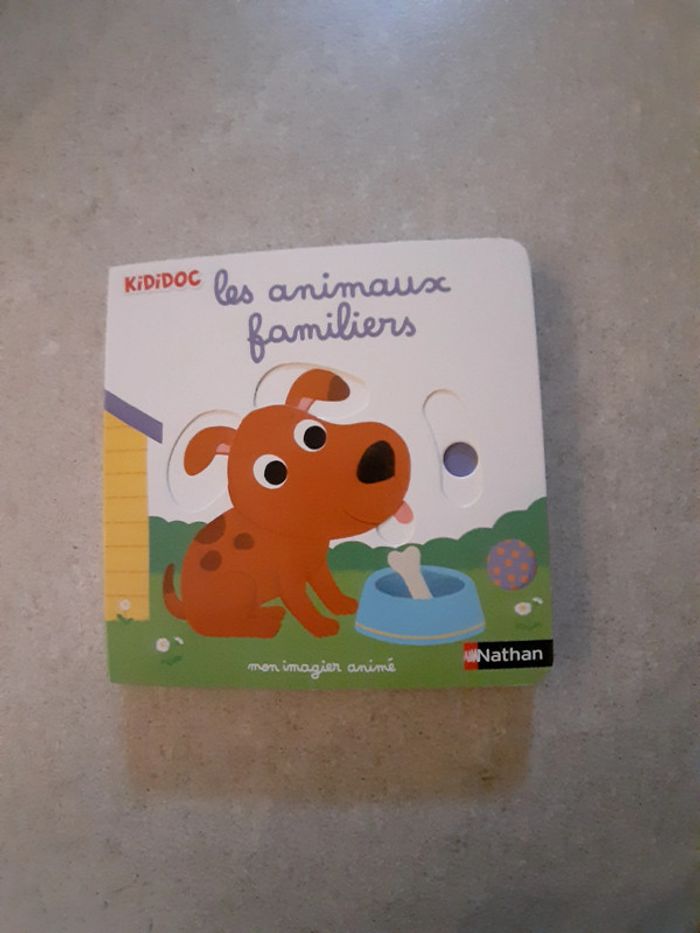 KiDiDOC
les animaux
familiers
mon imagier animé
Nathan